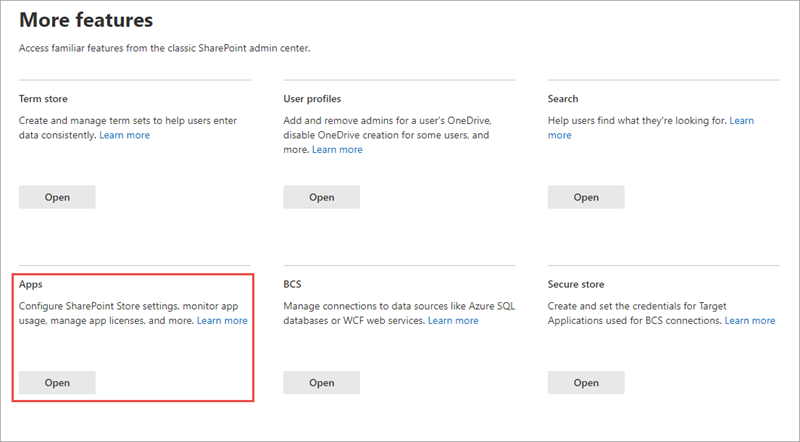 More features
Access familiar features from the classic SharePoint admin center.
Term store
Create and manage term sets to help users enter
data consistently. Learn more
Open
User profiles
Add and remove admins for a user's OneDrive,
disable OneDrive creation for some users, and
more. Learn more
Open
Search
Help users find what they're looking for. Learn
more
Open
Apps
Configure SharePoint Store settings, monitor app
usage, manage app licenses, and more. Learn more
Open
BCS
Manage connections to data sources like Azure SQL
databases or WCF web services. Learn more
Open
Secure store
Create and set the credentials for Target
Applications used for BCS connections. Learn more
Open